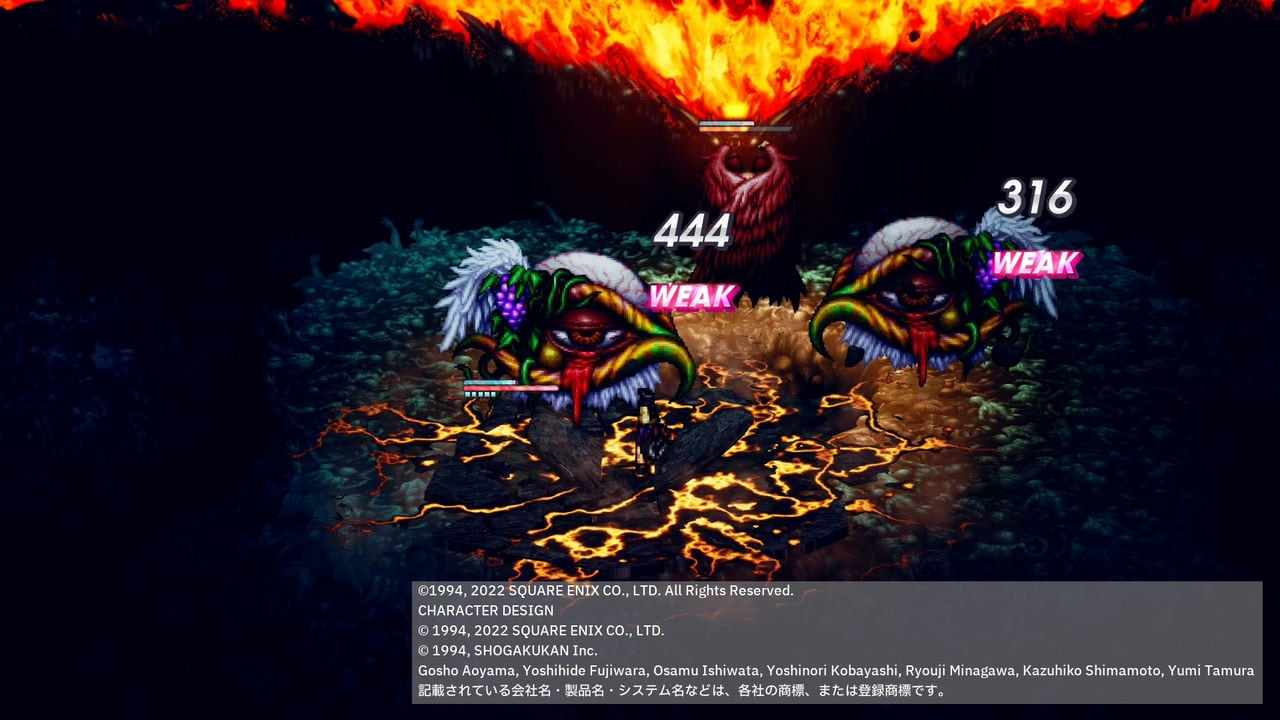 316
444
WEAK
WEAK
©1994, 2022 SQUARE ENIX CO., LTD. All Rights Reserved.
CHARACTER DESIGN
© 1994, 2022 SQUARE ENIX CO., LTD.
© 1994, SHOGAKUKAN Inc.
Gosho Aoyama, Yoshihide Fujiwara, Osamu Ishiwata, Yoshinori Kobayashi, Ryouji Minagawa, Kazuhiko Shimamoto, Yumi Tamura
記載されている会社名・製品名・システム名などは、各社の商標、または登録商標です。